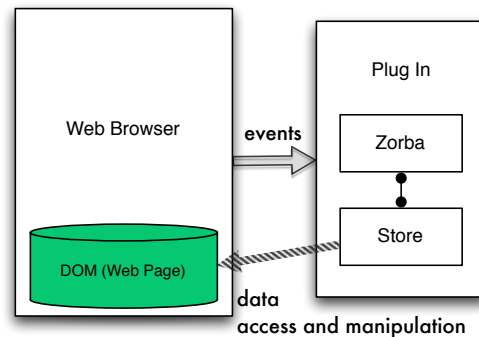 Plug In
Web Browser
events
Zorba
Store
DOM (Web Page)
data
access and manipulation